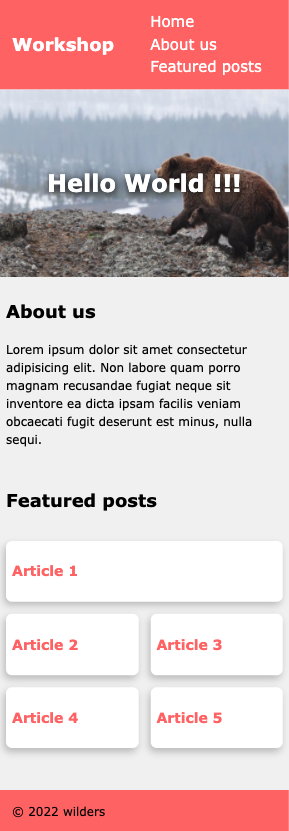 Workshop
Home
About us
Featured posts
Hello World !!!
About us
Lorem ipsum dolor sit amet consectetur
adipisicing elit. Non labore quam porro
magnam recusandae fugiat neque sit
inventore ea dicta ipsam facilis veniam
obcaecati fugit deserunt est minus, nulla
sequi.
Featured posts
Article 1
Article 2
Article 3
Article 4
Article 5
© 2022 wilders